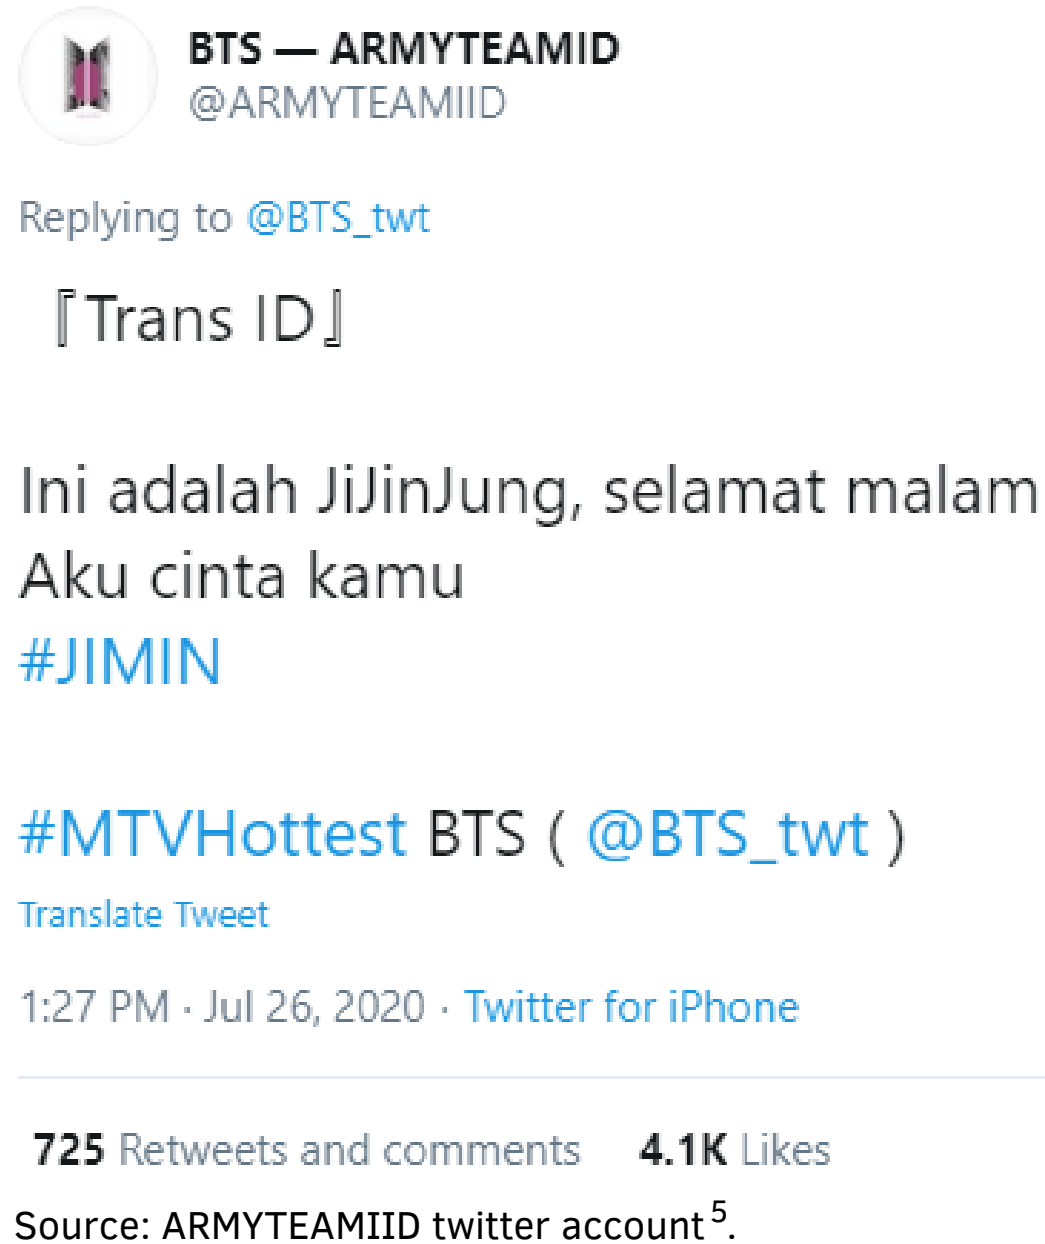 BTS — ARMYTEAMID
@ARMYTEAMIID
Replying to @BTS_twt
『Trans ID』
Ini adalah JiJinJung, selamat malam
Aku cinta kamu
#JIMIN
#MTVHottest BTS ( @BTS_twt )
Translate Tweet
1:27 PM · Jul 26, 2020 · Twitter for iPhone
725 Retweets and comments 4.1K Likes
Source: ARMYTEAMIID twitter account⁵.